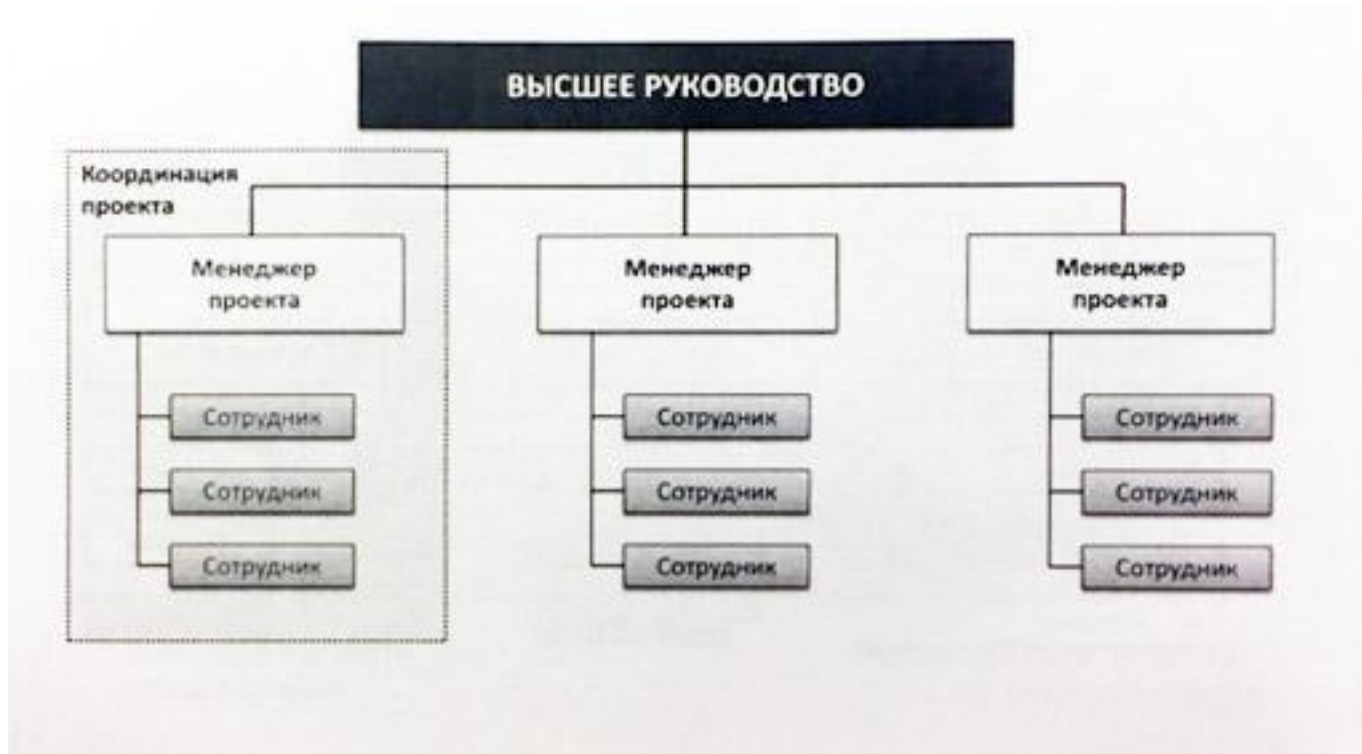 ВЫСШЕЕ РУКОВОДСТВО
Координация
проекта
Менеджер
проекта
Менеджер
проекта
Менеджер
проекта
Сотрудник
Сотрудник
Сотрудник
Сотрудник
Сотрудник
Сотрудник
Сотрудник
Сотрудник
Сотрудник